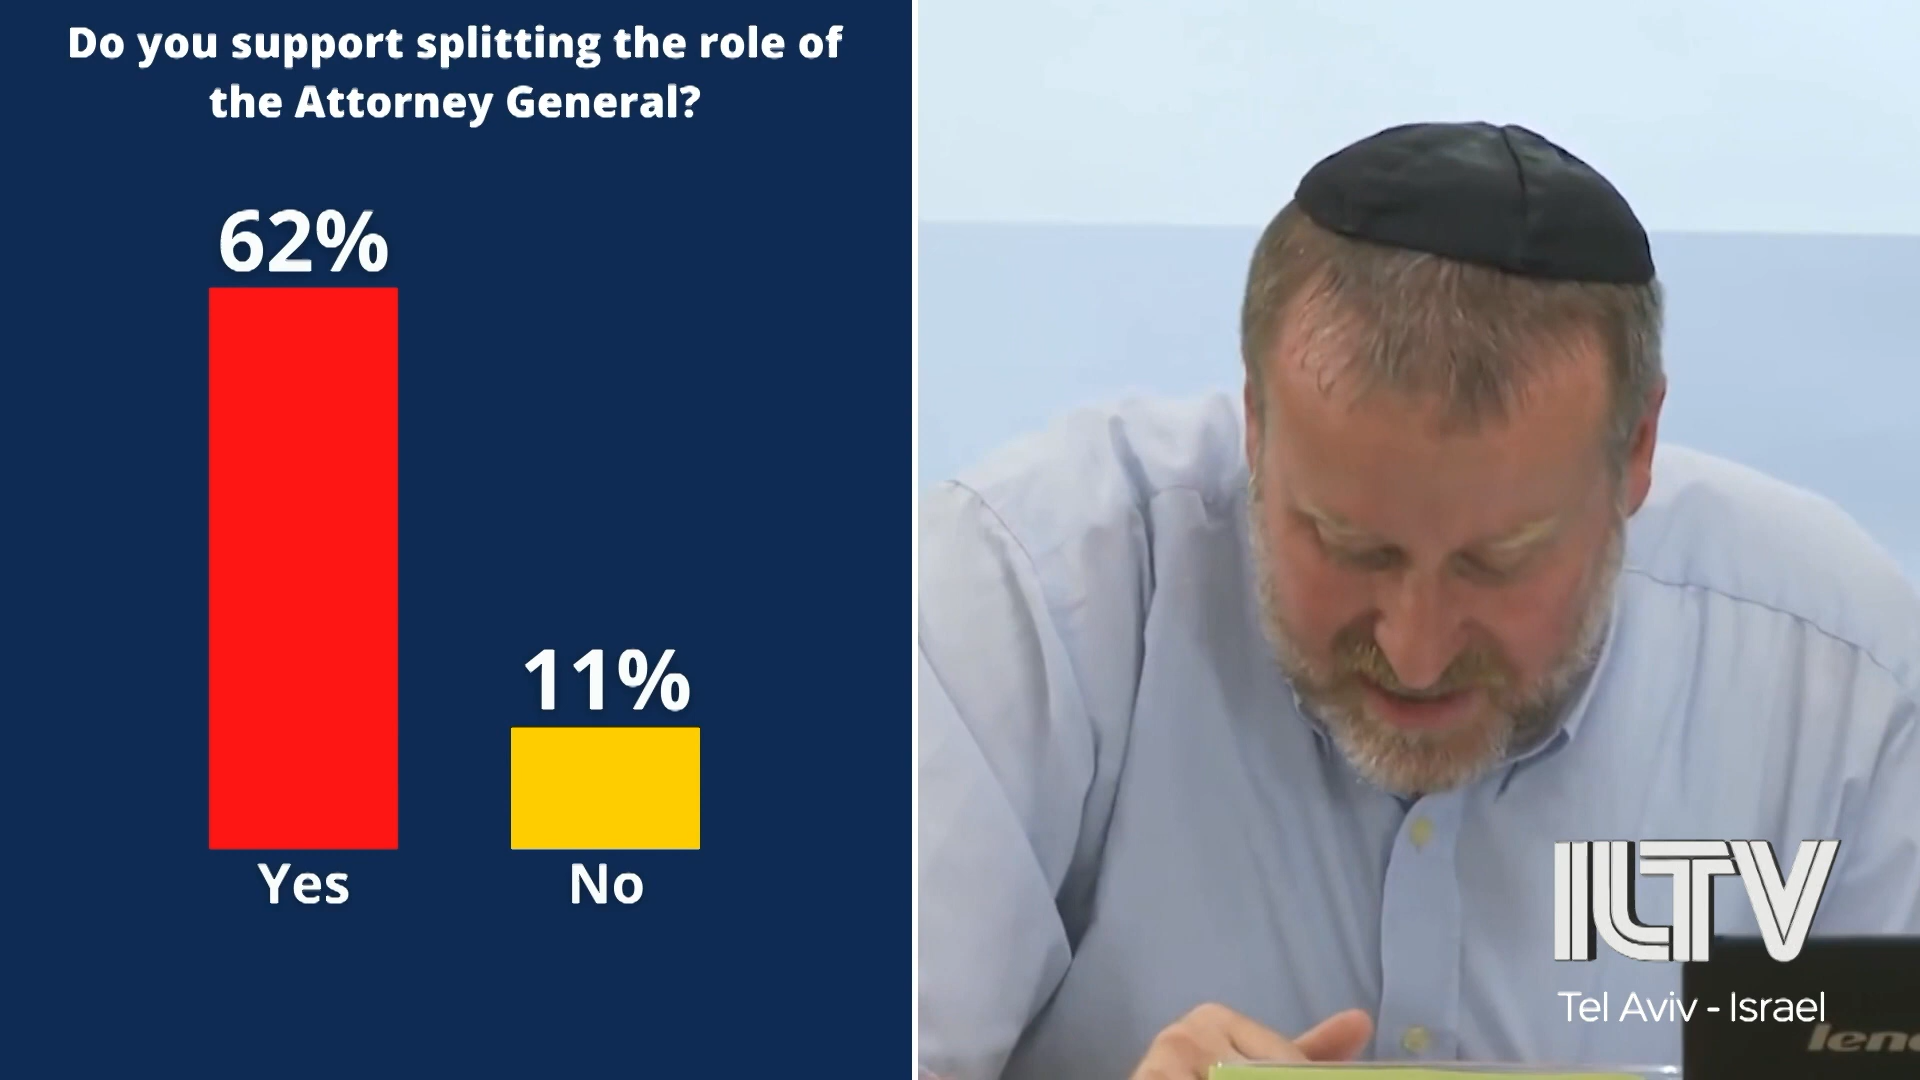 Do you support splitting the role of
the Attorney General?
62%
11%
Yes
No
ILTV
Tel Aviv - Israel